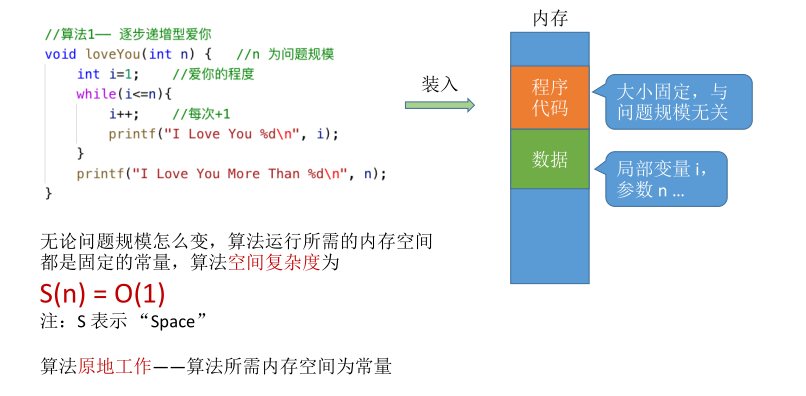 //算法1—— 逐步递增型爱你
void loveYou(int n) {   //n 为问题规模
    int i=1;    //爱你的程度
    while(i<=n){
        i++;    //每次+1
        printf("I Love You %d\n", i);
    }
    printf("I Love You More Than %d\n", n);
}
装入
内存
程序
代码
数据
大小固定，与
问题规模无关
局部变量 i，
参数 n ...
无论问题规模怎么变，算法运行所需的内存空间
都是固定的常量，算法空间复杂度为
S(n) = O(1)
注：S 表示 “Space”
算法原地工作——算法所需内存空间为常量